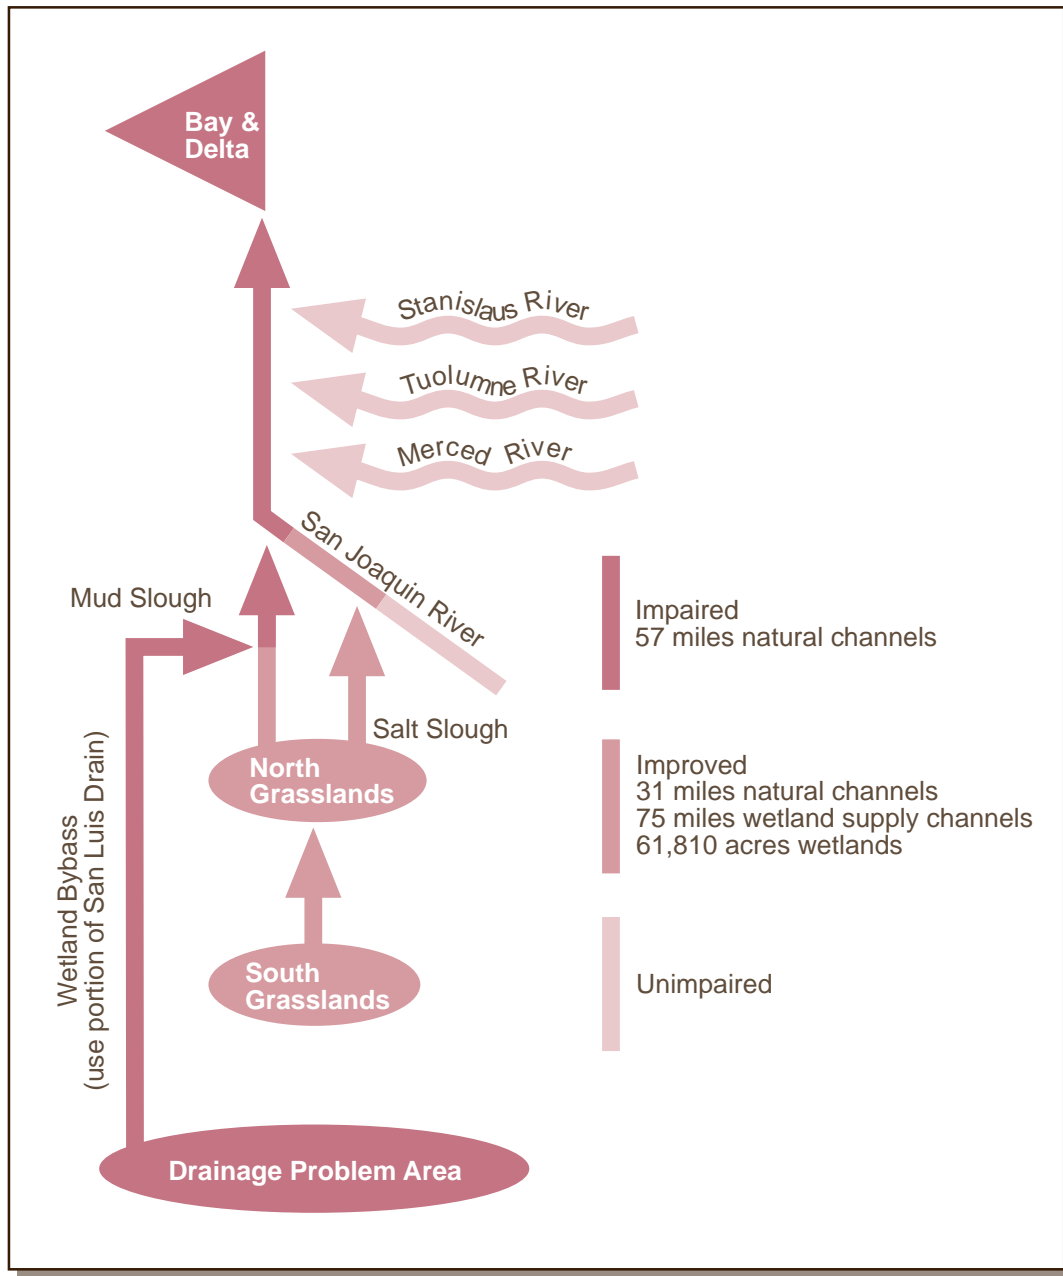 Bay &
Delta
Stanislaus River
Tuolumne River
Merced River
San Joaquin River
Mud Slough
Salt Slough
North
Grasslands
South
Grasslands
Wetland Bybass
(use portion of San Luis Drain)
Drainage Problem Area
Impaired
57 miles natural channels
Improved
31 miles natural channels
75 miles wetland supply channels
61,810 acres wetlands
Unimpaired